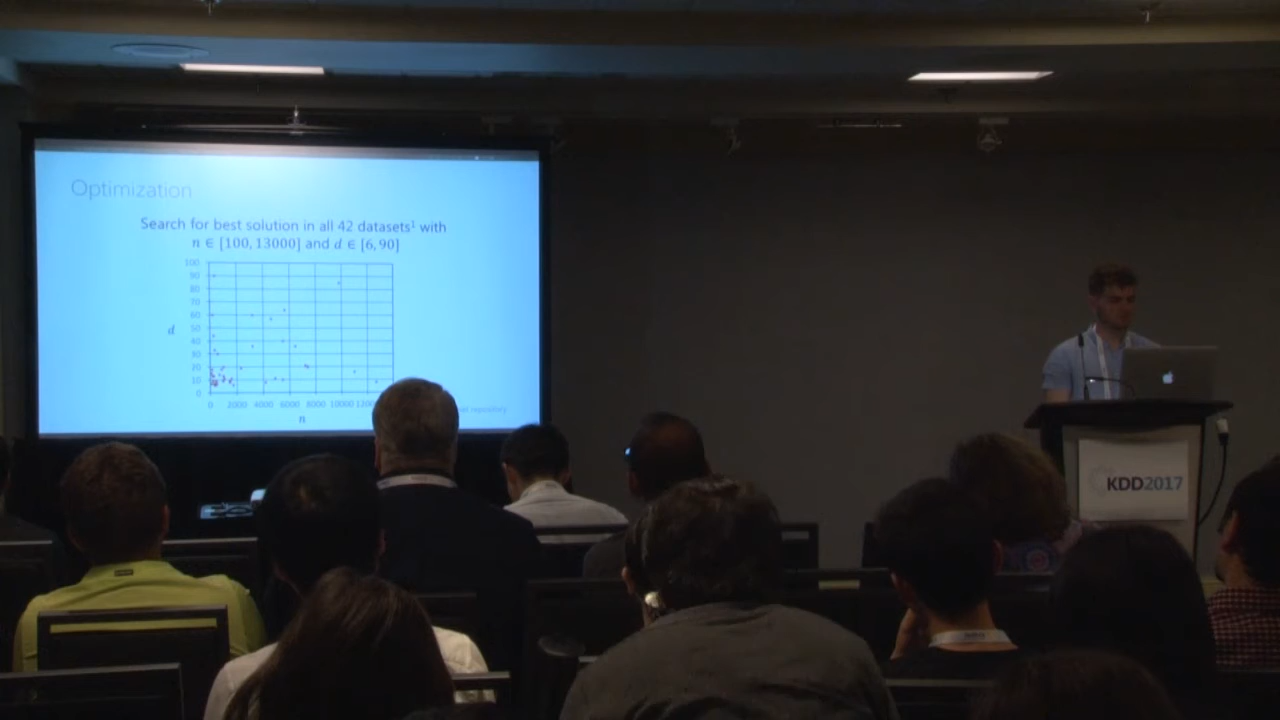 Optimization
Search for best solution in all 42 datasets¹ with
n ∈ [100, 13000] and d ∈ [6, 90]
100
90
80
70
60
50
40
30
20
10
0
d
0 2000 4000 6000 8000 10000
n
repository
KDD2017